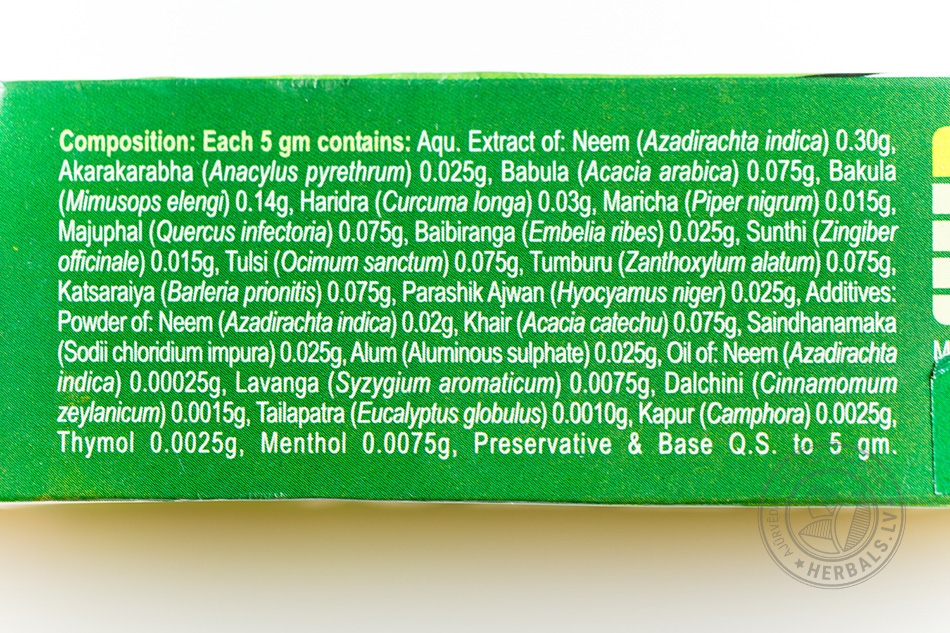 Composition: Each 5 gm contains: Aqu. Extract of: Neem (Azadirachta indica) 0.30g,
Akarakarabha (Anacylus pyrethrum) 0.025g, Babula (Acacia arabica) 0.075g, Bakula
(Mimusops elengi) 0.14g, Haridra (Curcuma longa) 0.03g, Maricha (Piper nigrum) 0.015g,
Majuphal (Quercus infectoria) 0.075g, Baibiranga (Embelia ribes) 0.025g, Sunthi (Zingiber
officinale) 0.015g, Tulsi (Ocimum sanctum) 0.075g, Tumburu (Zanthoxylum alatum) 0.075g,
Katsaraiya (Barleria prionitis) 0.075g, Parashik Ajwan (Hyocyamus niger) 0.025g, Additives:
Powder of: Neem (Azadirachta indica) 0.02g, Khair (Acacia catechu) 0.075g, Saindhanamaka
(Sodii chloridium impura) 0.025g, Alum (Aluminous sulphate) 0.025g, Oil of: Neem (Azadirachta
indica) 0.00025g, Lavanga (Syzygium aromaticum) 0.0075g, Dalchini (Cinnamomum
zeylanicum) 0.0015g, Tailapatra (Eucalyptus globulus) 0.0010g, Kapur (Camphora) 0.0025g,
Thymol 0.0025g, Menthol 0.0075g, Preservative & Base Q.S. to 5 gm.
HERBALS.LV